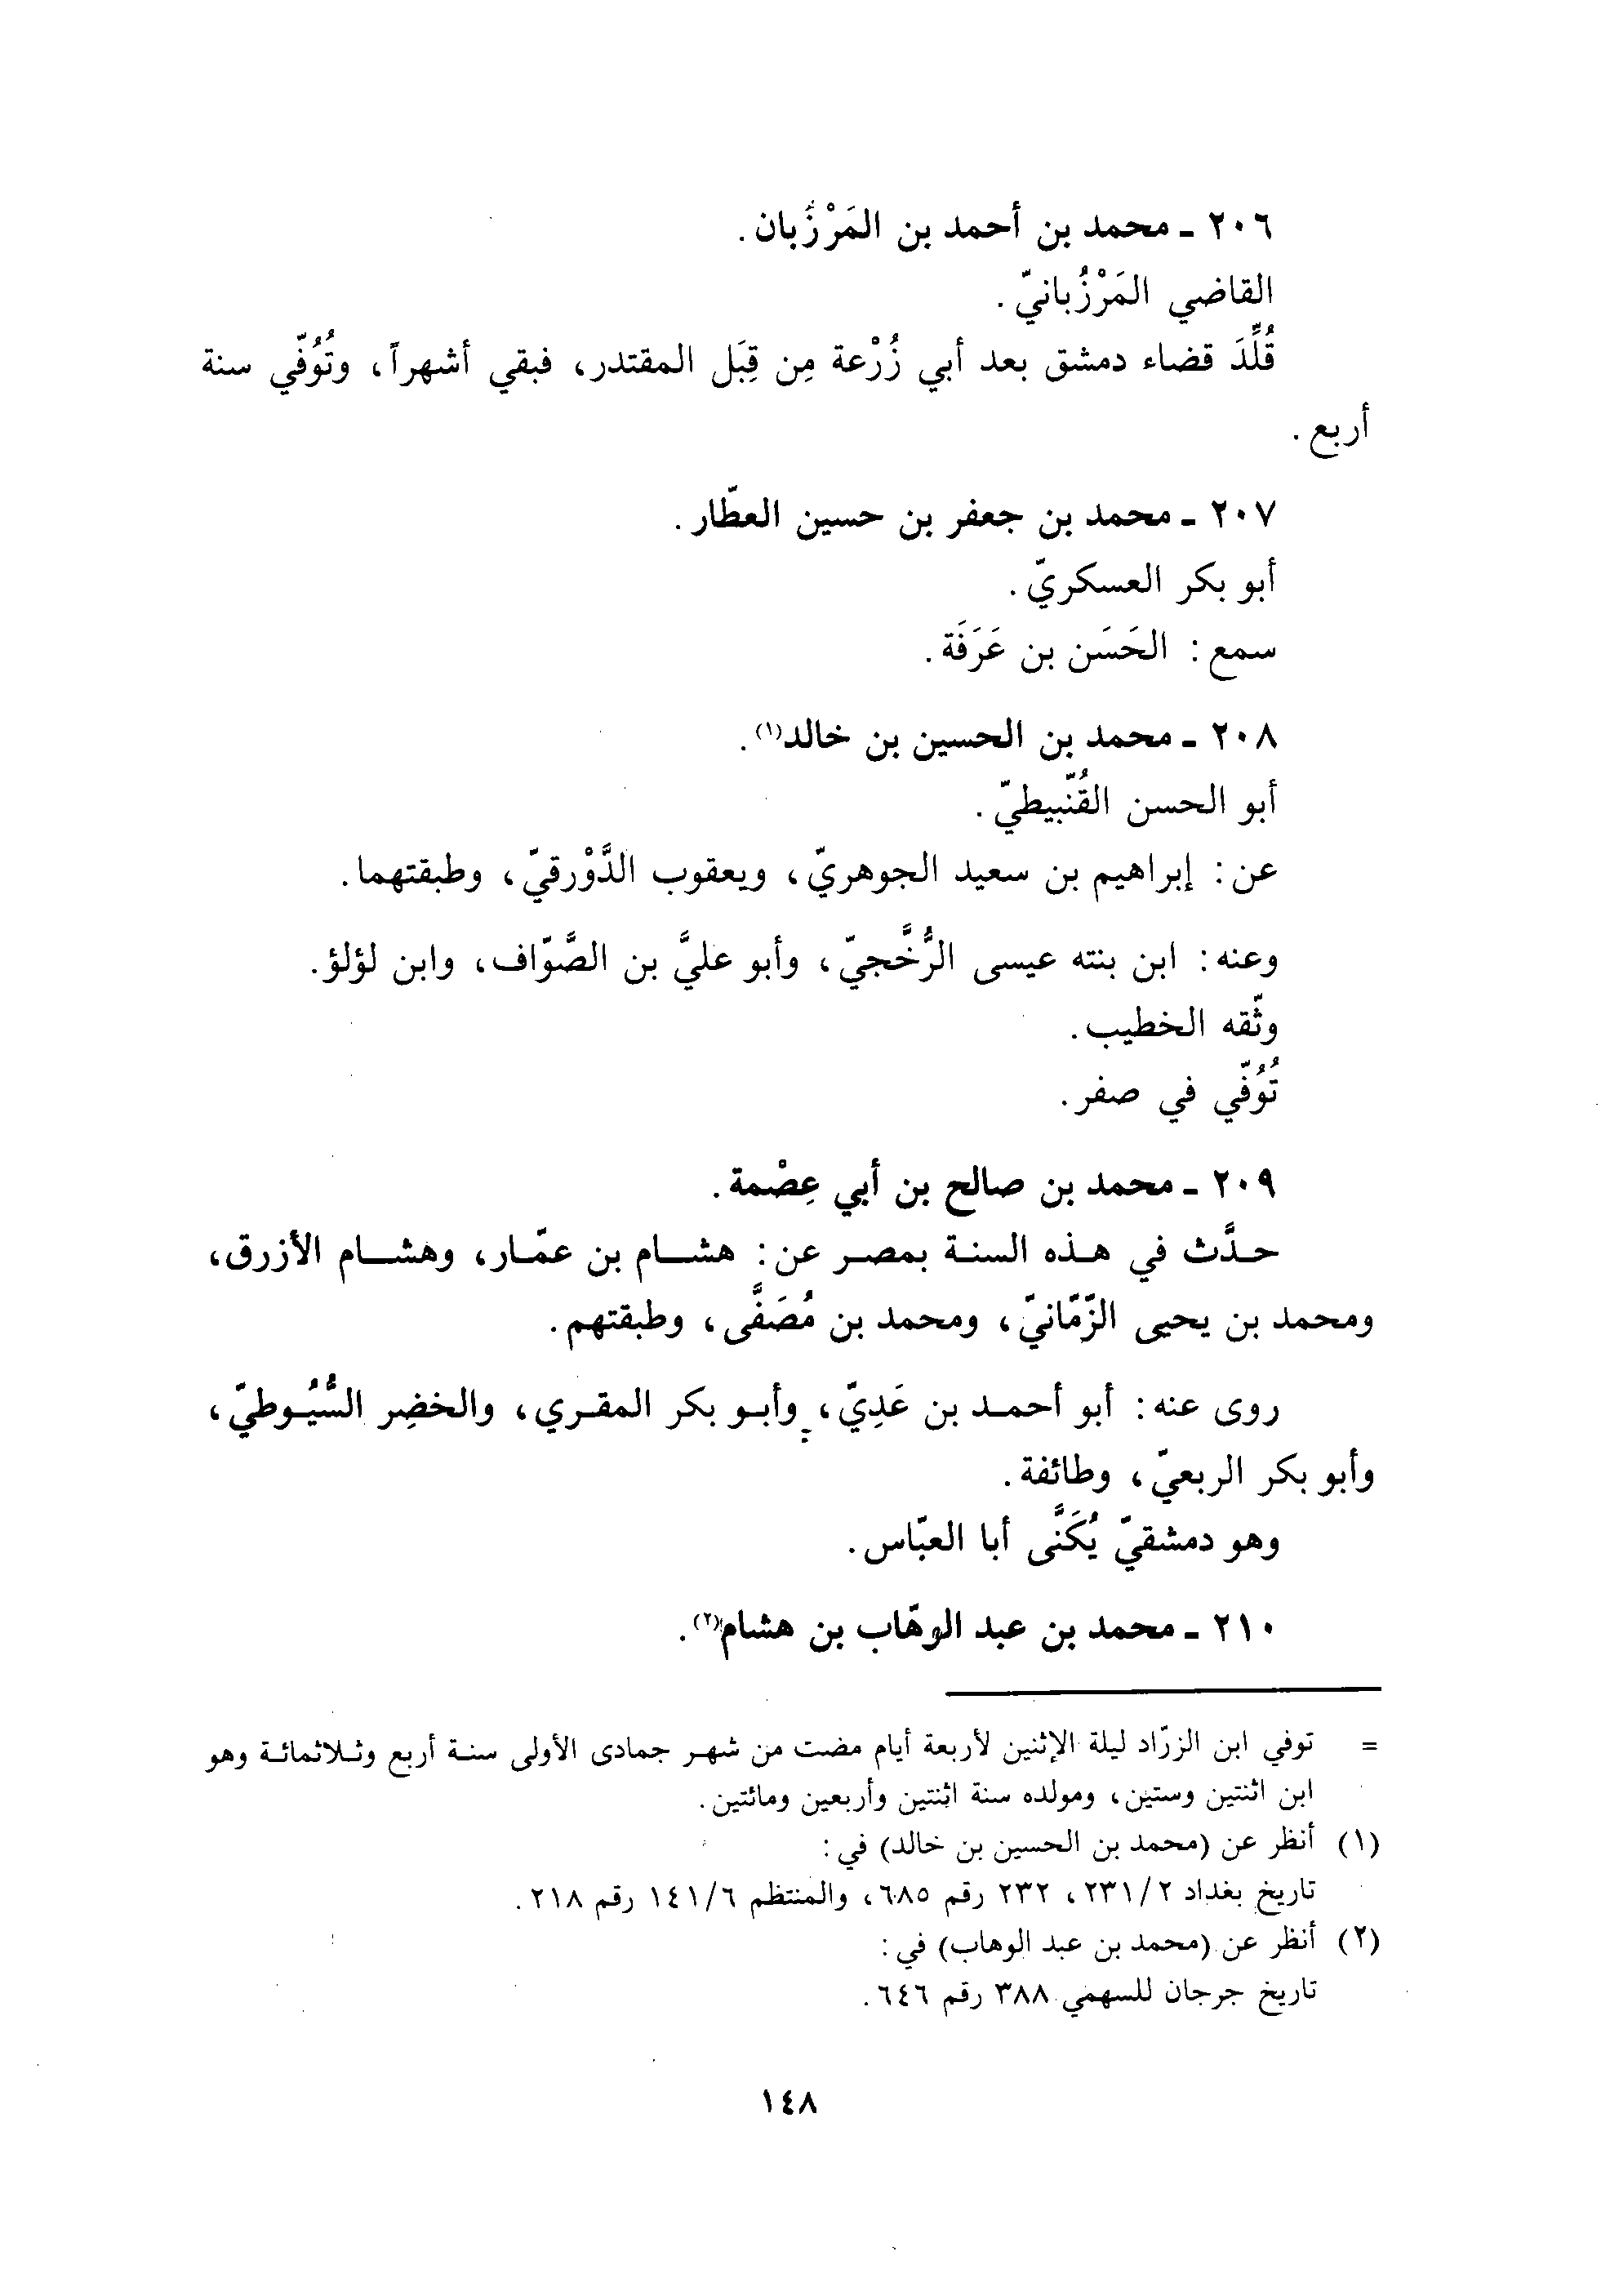 ٢٠٦ ـ محمد بن أحمد بن المَرْزُبان.
القاضي المَرْزُبانيّ.
قُلِّدَ قضاء دمشق بعد أبي زُرْعة مِن قِبَل المقتدر، فبقي أشهراً، وتُوُفّي سنة
أربع.
٢٠٧ ـ محمد بن جعفر بن حسين العطّار.
أبو بكر العسكريّ.
سمع: الحَسَن بن عَرَفَة.
٢٠٨ ـ محمد بن الحسين بن خالد(١).
أبو الحسن القُنّبيطيّ.
عن: إبراهيم بن سعيد الجوهريّ، ويعقوب الدَّوْرقيّ، وطبقتهما.
وعنه: ابن بنته عيسى الرُّخَّجيّ، وأبو عليَّ بن الصَّوّاف، وابن لؤلؤ.
وثّقه الخطيب.
تُوُفّي في صفر.
٢٠٩ ـ محمد بن صالح بن أبي عِصْمة.
حدَّث في هذه السنة بمصر عن: هشام بن عمّار، وهشام الأزرق،
ومحمد بن يحيى الزّمّانيّ، ومحمد بن مُصَفَّى، وطبقتهم.
روى عنه: أبو أحمد بن عَدِيّ، وأبو بكر المقري، والخضِر السُّيُوطيّ،
وأبو بكر الربعيّ، وطائفة.
وهو دمشقيّ يُكَنَّى أبا العبّاس.
٢١٠ ـ محمد بن عبد الوهّاب بن هشام(٢).
= توفي ابن الزرّاد ليلة الإثنين لأربعة أيام مضت من شهر جمادى الأولى سنة أربع وثلاثمائة وهو
ابن اثنتين وستين، ومولده سنة اثنتين وأربعين ومائتين.
(١) أنظر عن (محمد بن الحسين بن خالد) في:
تاريخ بغداد ٢/ ٢٣١، ٢٣٢ رقم ٦٨٥، والمنتظم ٦/ ١٤١ رقم ٢١٨.
(٢) أنظر عن (محمد بن عبد الوهاب) في:
تاريخ جرجان للسهمي ٣٨٨ رقم ٦٤٦.
١٤٨